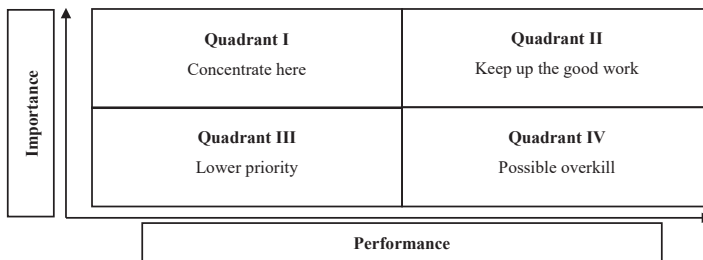 Quadrant I
Concentrate here
Quadrant II
Keep up the good work
Importance
Quadrant III
Lower priority
Quadrant IV
Possible overkill
Performance